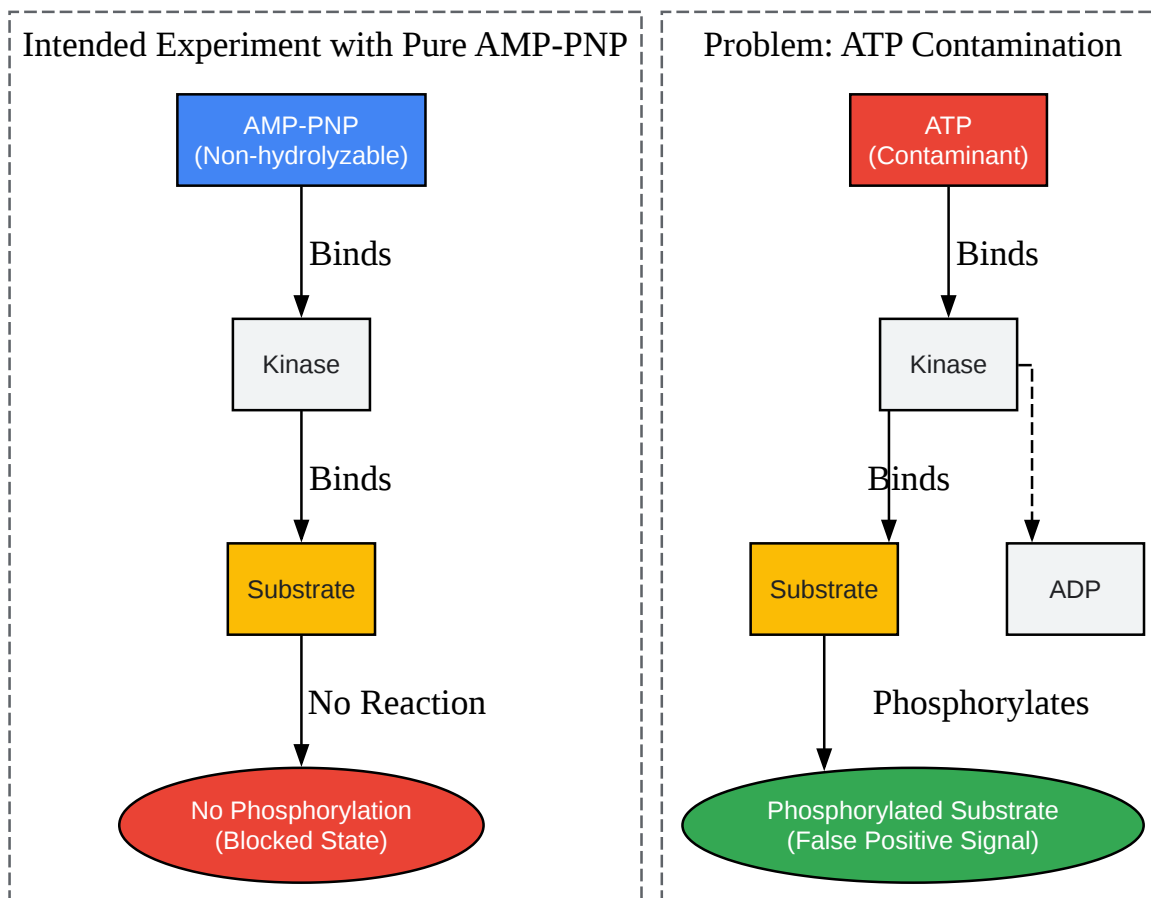 Intended Experiment with Pure AMP-PNP
AMP-PNP
(Non-hydrolyzable)
Binds
Kinase
Binds
Substrate
No Reaction
No Phosphorylation
(Blocked State)
Problem: ATP Contamination
ATP
(Contaminant)
Binds
Kinase
Binds
Substrate
ADP
Phosphorylates
Phosphorylated Substrate
(False Positive Signal)